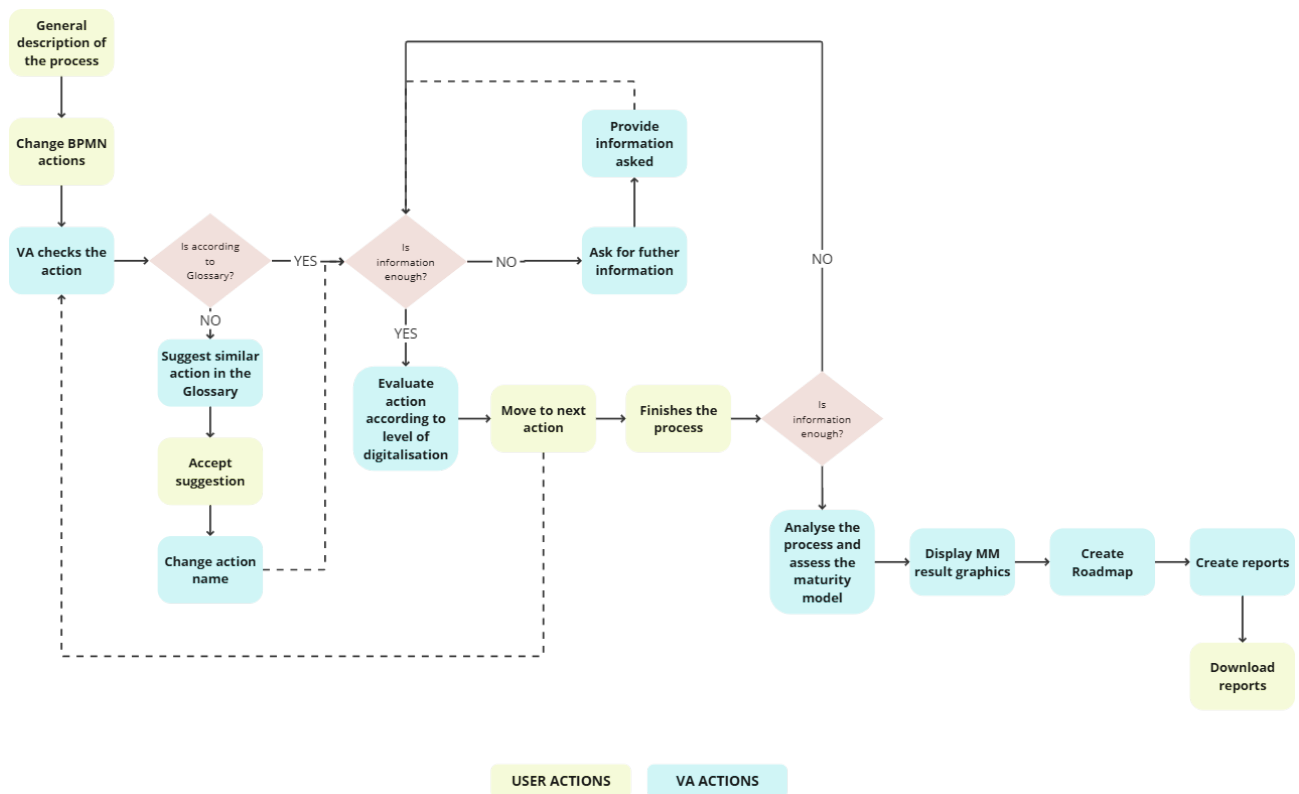 General
description of
the process
Change BPMN
actions
VA checks the
action
Is according
to
Glossary?
YES
NO
Suggest similar
action in the
Glossary
Accept
suggestion
Change action
name
Is
information
enough?
NO
YES
Ask for futher
information
Provide
information
asked
Evaluate
action
according to
level of
digitalisation
Move to next
action
Finishes the
process
Is
information
enough?
NO
Analyse the
process and
assess the
maturity
model
Display MM
result graphics
Create
Roadmap
Create reports
Download
reports
USER ACTIONS
VA ACTIONS